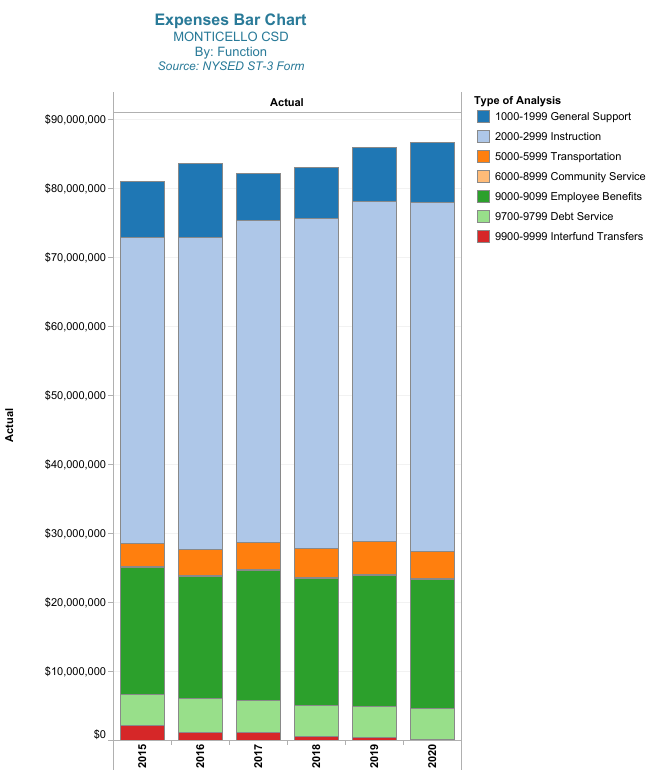 Expenses Bar Chart
MONTICELLO CSD
By: Function
Source: NYSED ST-3 Form
Actual
Type of Analysis
1000-1999 General Support
2000-2999 Instruction
5000-5999 Transportation
6000-8999 Community Service
9000-9099 Employee Benefits
9700-9799 Debt Service
9900-9999 Interfund Transfers
Actual
$90,000,000
$80,000,000
$70,000,000
$60,000,000
$50,000,000
$40,000,000
$30,000,000
$20,000,000
$10,000,000
$0
2015
2016
2017
2018
2019
2020